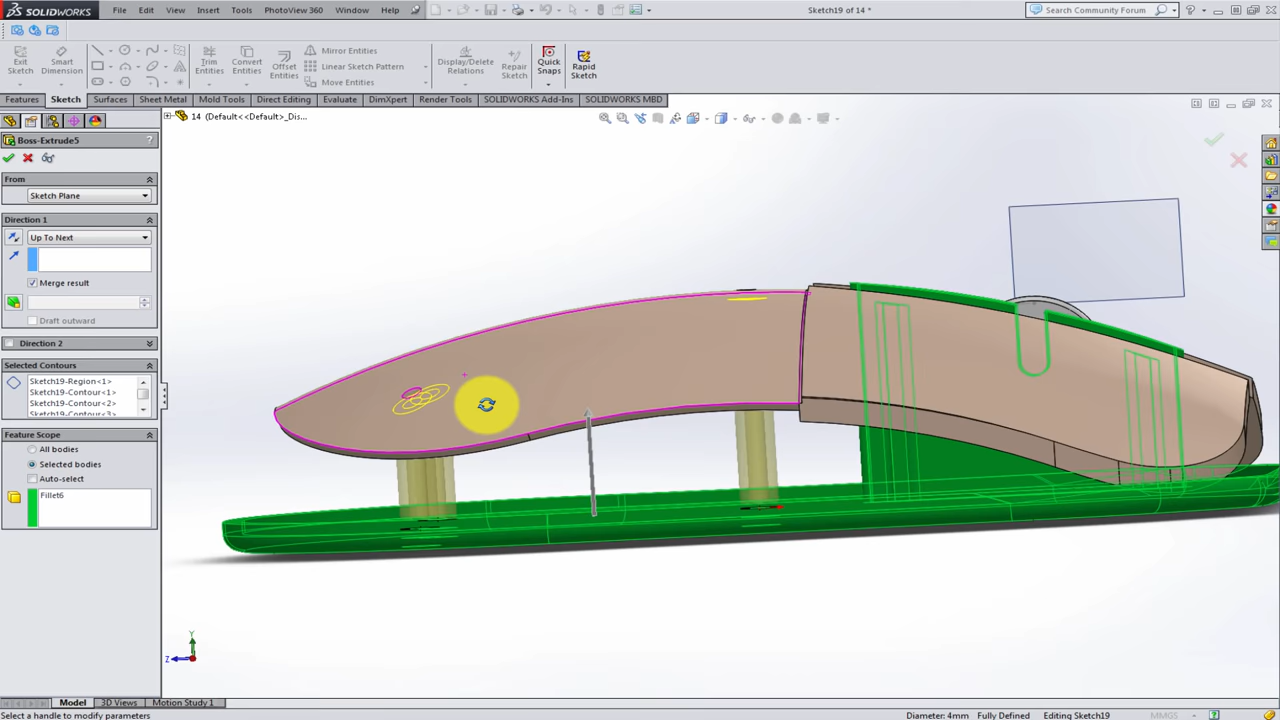 SOLIDWORKS File Edit View Insert Tools PhotoView 360 Window Help Sketch19 of 14 * Search Community Forum
Exit Sketch Smart Dimension Trim Entities Convert Entities Offset Entities Mirror Entities Linear Sketch Pattern Move Entities Display/Delete Relations Repair Sketch Quick Snaps Rapid Sketch
Features Sketch Surfaces Sheet Metal Mold Tools Direct Editing Evaluate DimXpert Render Tools SOLIDWORKS Add-Ins SOLIDWORKS MBD
14 (Default<<Default>_Dis...
Boss-Extrude5 ?
From
Sketch Plane
Direction 1
Up To Next
Merge result
Draft outward
Direction 2
Selected Contours
Sketch19-Region<1>
Sketch19-Contour<1>
Sketch19-Contour<2>
Sketch19-Contour<3>
Feature Scope
All bodies
Selected bodies
Auto-select
Fillet6
Y
Z
Model 3D Views Motion Study 1
Select a handle to modify parameters Diameter: 4mm Fully Defined Editing Sketch19 MMGS